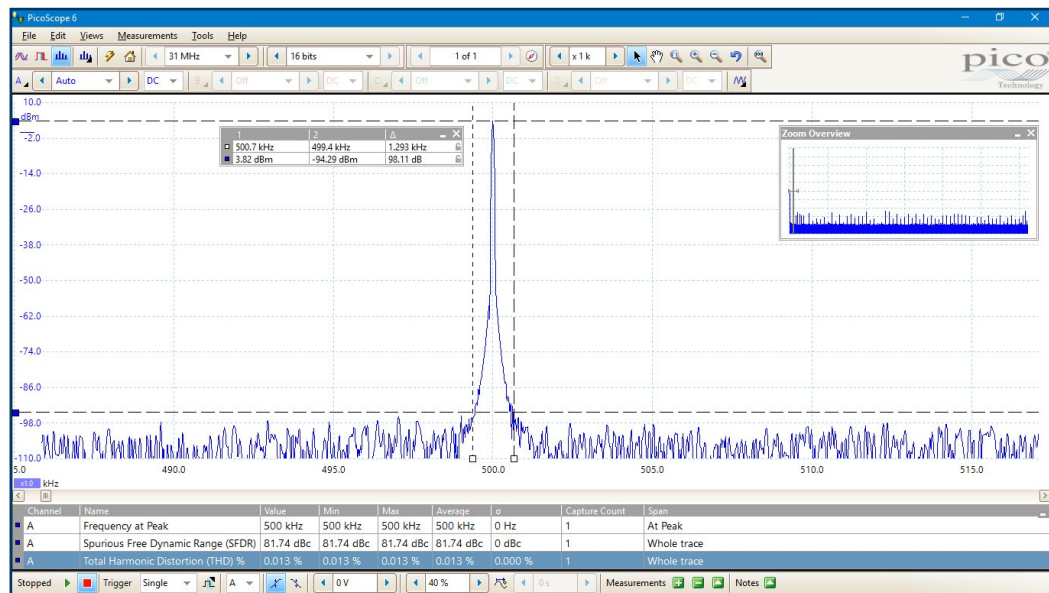 PicoScope 6
File Edit Views Measurements Tools Help
31 MHz 16 bits 1 of 1 x 1 k
pico
Technology
A Auto DC B Off DC C Off DC D Off DC
10.0
dBm
-2.0
-14.0
-26.0
-38.0
-50.0
-62.0
-74.0
-86.0
-98.0
-110.0
1 2 Δ
500.7 kHz 499.4 kHz 1.293 kHz
3.82 dBm -94.29 dBm 98.11 dB
Zoom Overview
5.0 490.0 495.0 500.0 505.0 510.0 515.0
x1.0 kHz
Channel Name Value Min Max Average σ Capture Count Span
A Frequency at Peak 500 kHz 500 kHz 500 kHz 500 kHz 0 Hz 1 At Peak
A Spurious Free Dynamic Range (SFDR) 81.74 dBc 81.74 dBc 81.74 dBc 81.74 dBc 0 dBc 1 Whole trace
A Total Harmonic Distortion (THD) % 0.013 % 0.013 % 0.013 % 0.013 % 0.000 % 1 Whole trace
Stopped Trigger Single A 0 V 40 % 0 s Measurements Notes